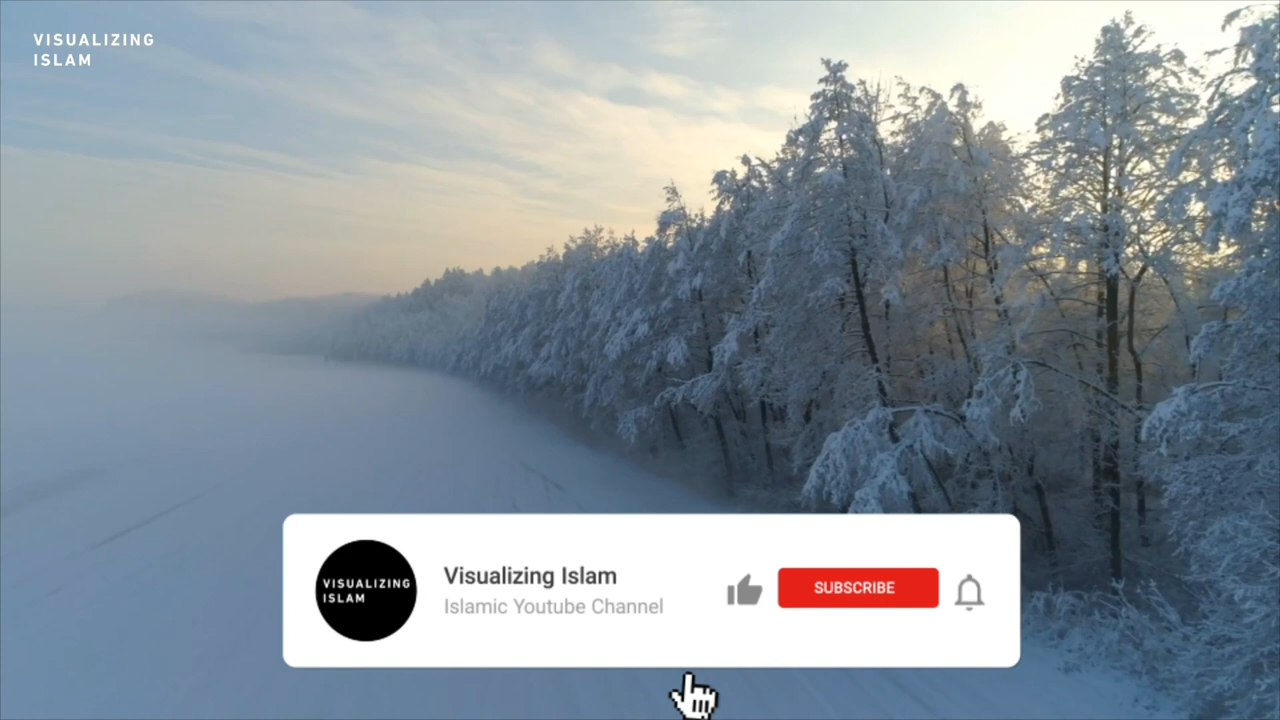 VISUALIZING
ISLAM
VISUALIZING
ISLAM
Visualizing Islam
Islamic Youtube Channel
SUBSCRIBE